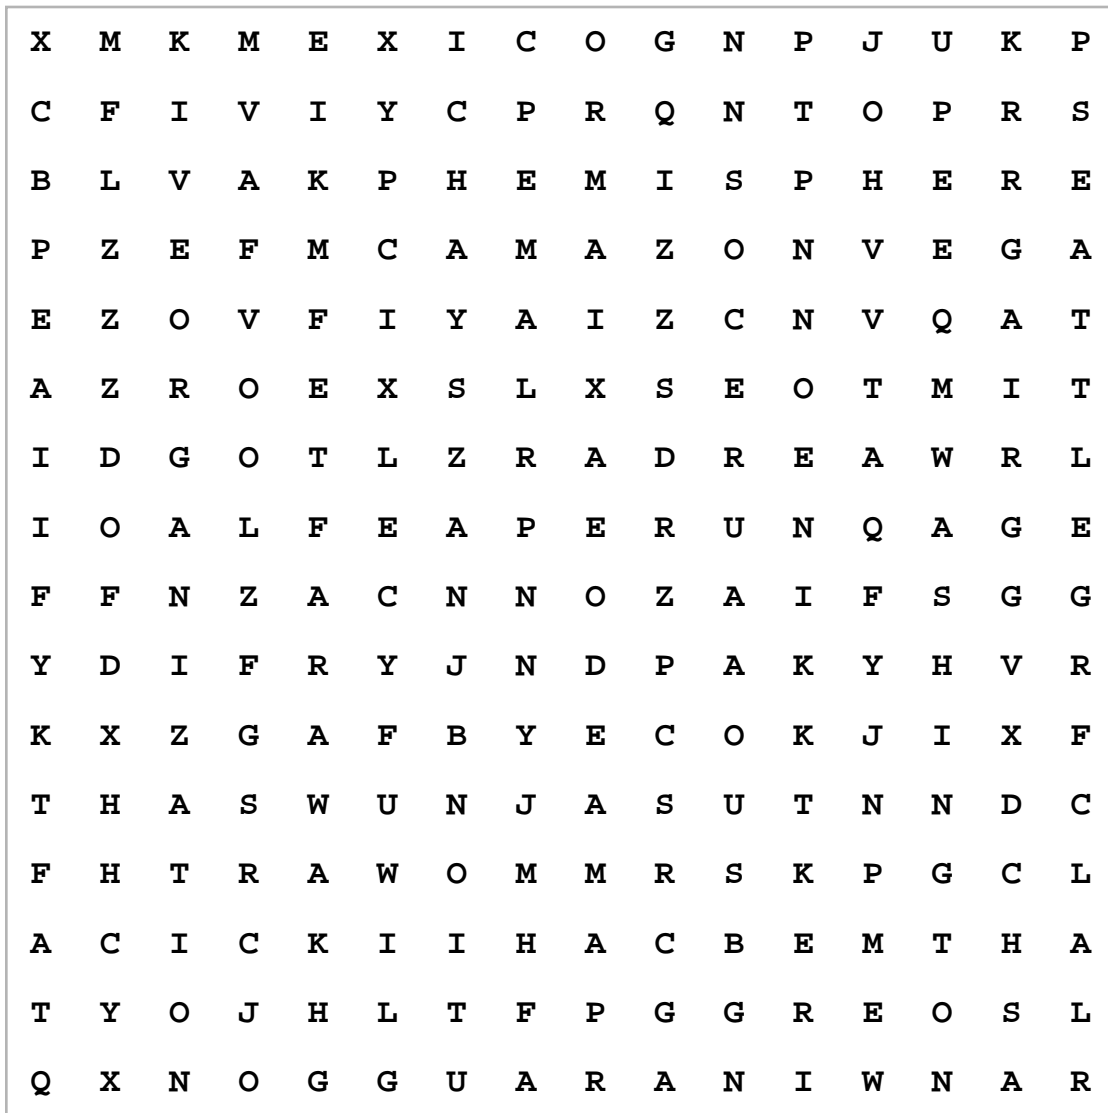 X M K M E X I C O G N P J U K P
C F I V I Y C P R Q N T O P R S
B L V A K P H E M I S P H E R E
P Z E F M C A M A Z O N V E G A
E Z O V F I Y A I Z C N V Q A T
A Z R O E X S L X S E O T M I T
I D G O T L Z R A D R E A W R L
I O A L F E A P E R U N Q A G E
F F N Z A C N N O Z A I F S G G
Y D I F R Y J N D P A K Y H V R
K X Z G A F B Y E C O K J I X F
T H A S W U N J A S U T N N D C
F H T R A W O M M R S K P G C L
A C I C K I I H A C B E M T H A
T Y O J H L T F P G G R E O S L
Q X N O G G U A R A N I W N A R